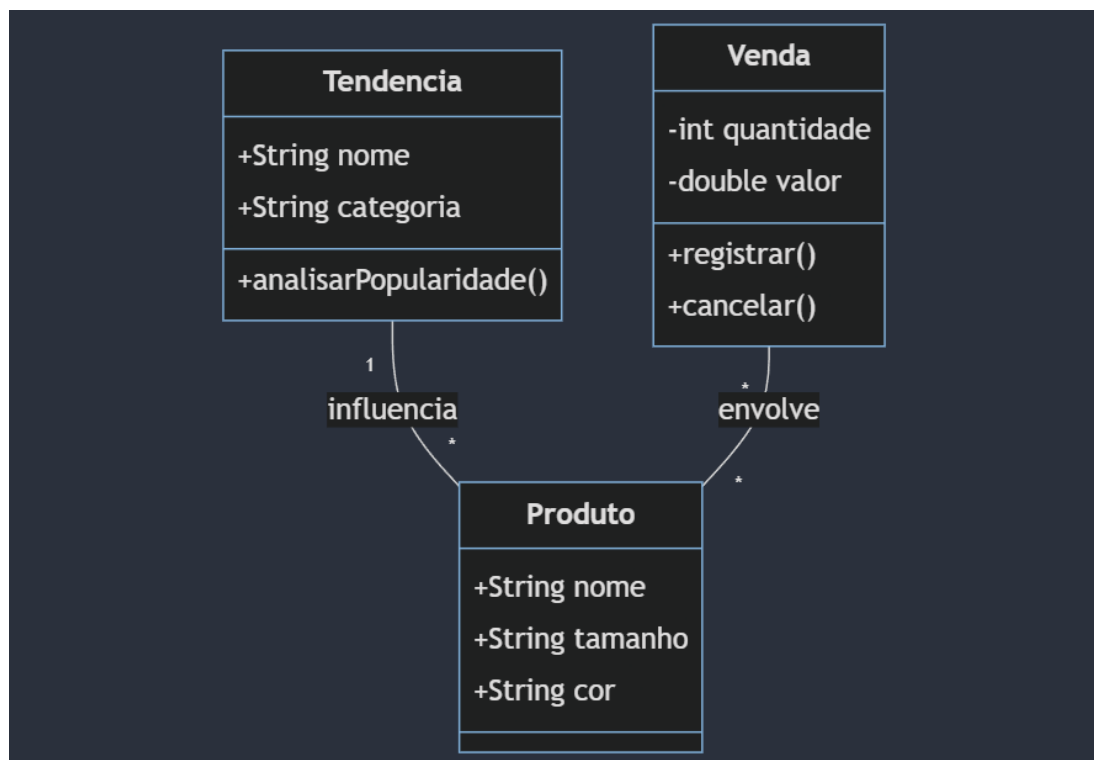 Tendencia
+String nome
+String categoria
+analisarPopularidade()
Venda
-int quantidade
-double valor
+registrar()
+cancelar()
1
influencia
*
*
envolve
*
Produto
+String nome
+String tamanho
+String cor